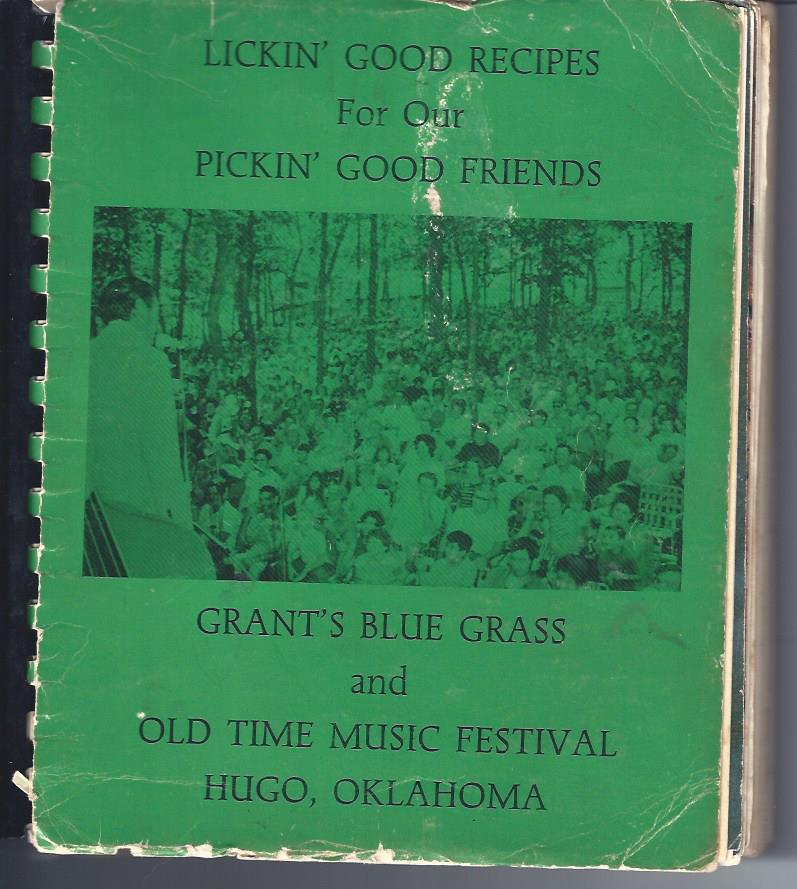 LICKIN' GOOD RECIPES
For Our
PICKIN' GOOD FRIENDS
GRANT'S BLUE GRASS
and
OLD TIME MUSIC FESTIVAL
HUGO, OKLAHOMA